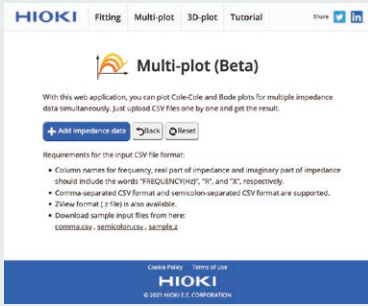 HIOKI Fitting Multi-plot 3D-plot Tutorial Share
Multi-plot (Beta)
With this web application, you can plot Cole-Cole and Bode plots for multiple impedance
data simultaneously. Just upload CSV files one by one and get the result.
Add impedance data Back Reset
Requirements for the input CSV file format:
• Column names for frequency, real part of impedance and imaginary part of impedance
should include the words "FREQUENCY(Hz)", "R", and "X", respectively.
• Comma-separated CSV format and semicolon-separated CSV format are supported.
• ZView format (.z file) is also available.
• Download sample input files from here:
comma.csv , semicolon.csv , sample.z
Cookie Policy Terms of Use
HIOKI
© 2021 HIOKI E.E. CORPORATION